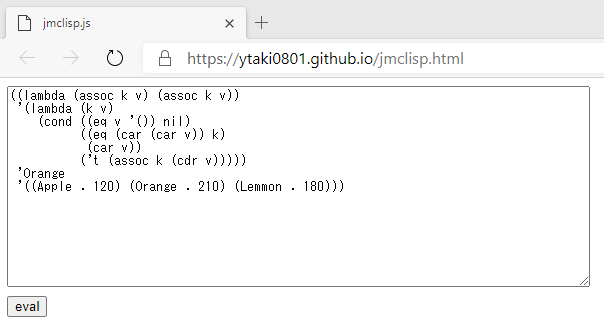 jmclisp.js
https://ytaki0801.github.io/jmclisp.html
((lambda (assoc k v) (assoc k v))
 '(lambda (k v)
    (cond ((eq v '()) nil)
          ((eq (car (car v)) k)
           (car v))
          ('t (assoc k (cdr v)))))
 'Orange
 '((Apple . 120) (Orange . 210) (Lemmon . 180)))
eval